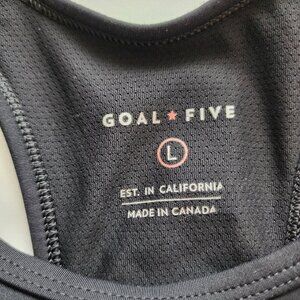 GOAL ★ FIVE
L
EST. IN CALIFORNIA
MADE IN CANADA